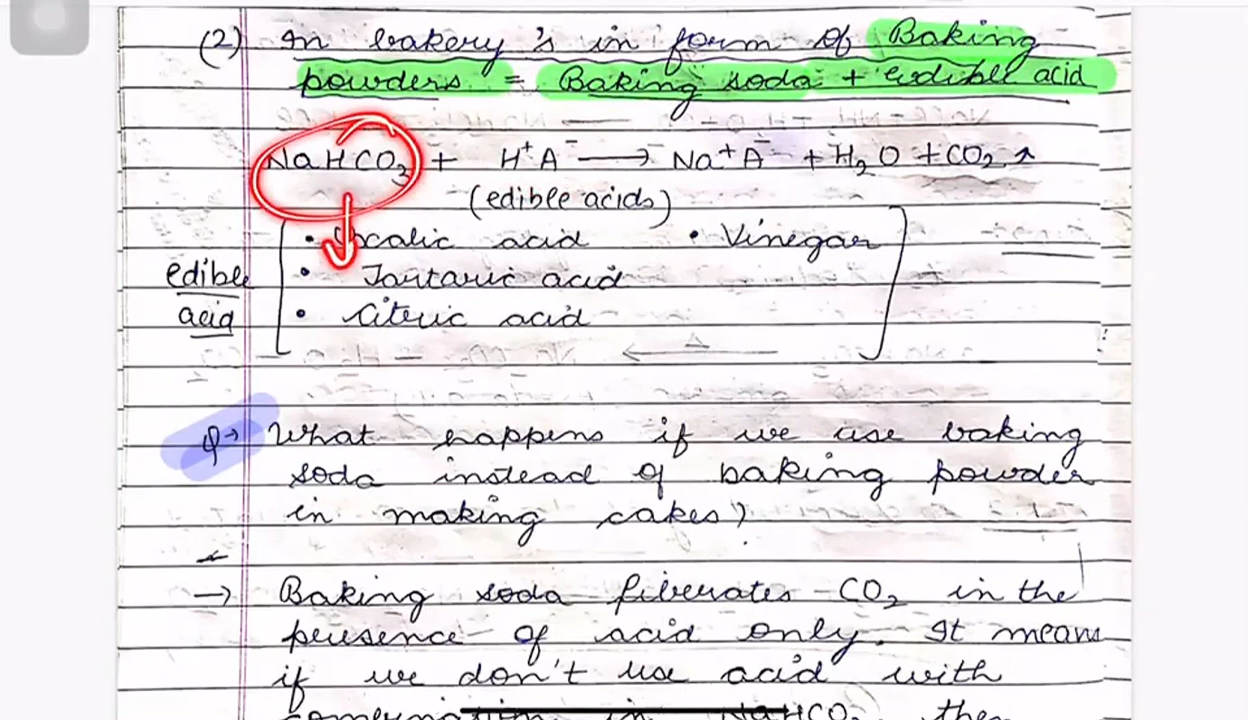 (2) In bakery's in form of Baking
powders = Baking soda + edible acid
NaHCO3 + H+A- → Na+A- + H2O + CO2↑
(edible acids)
• Oxalic acid • Vinegar
edible • Tartaric acid
acid • Citric acid
Q→ What happens if we use baking
soda instead of baking powder
in making cakes?
→ Baking soda liberates CO2 in the
presence of acid only. It means
if we don't use acid with
in NaHCO3, then